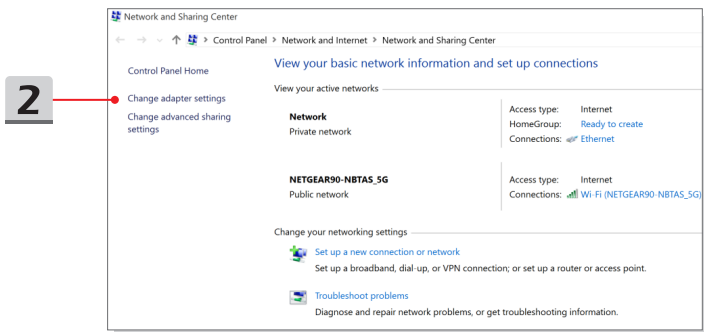 Network and Sharing Center
Control Panel > Network and Internet > Network and Sharing Center
Control Panel Home
2
Change adapter settings
Change advanced sharing
settings
View your basic network information and set up connections
View your active networks
Network
Private network
Access type: Internet
HomeGroup: Ready to create
Connections: Ethernet
NETGEAR90-NBTAS_5G
Public network
Access type: Internet
Connections: Wi-Fi (NETGEAR90-NBTAS_5G)
Change your networking settings
Set up a new connection or network
Set up a broadband, dial-up, or VPN connection; or set up a router or access point.
Troubleshoot problems
Diagnose and repair network problems, or get troubleshooting information.